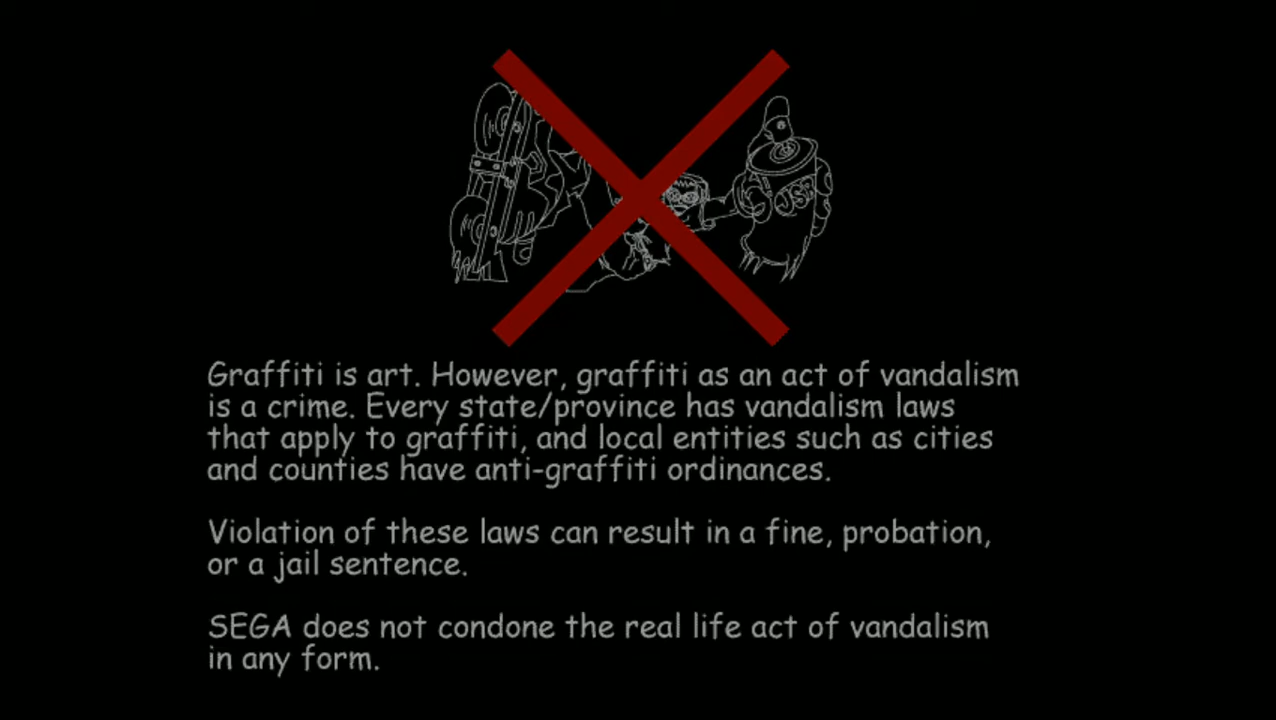 JSR
Graffiti is art. However, graffiti as an act of vandalism
is a crime. Every state/province has vandalism laws
that apply to graffiti, and local entities such as cities
and counties have anti-graffiti ordinances.
Violation of these laws can result in a fine, probation,
or a jail sentence.
SEGA does not condone the real life act of vandalism
in any form.